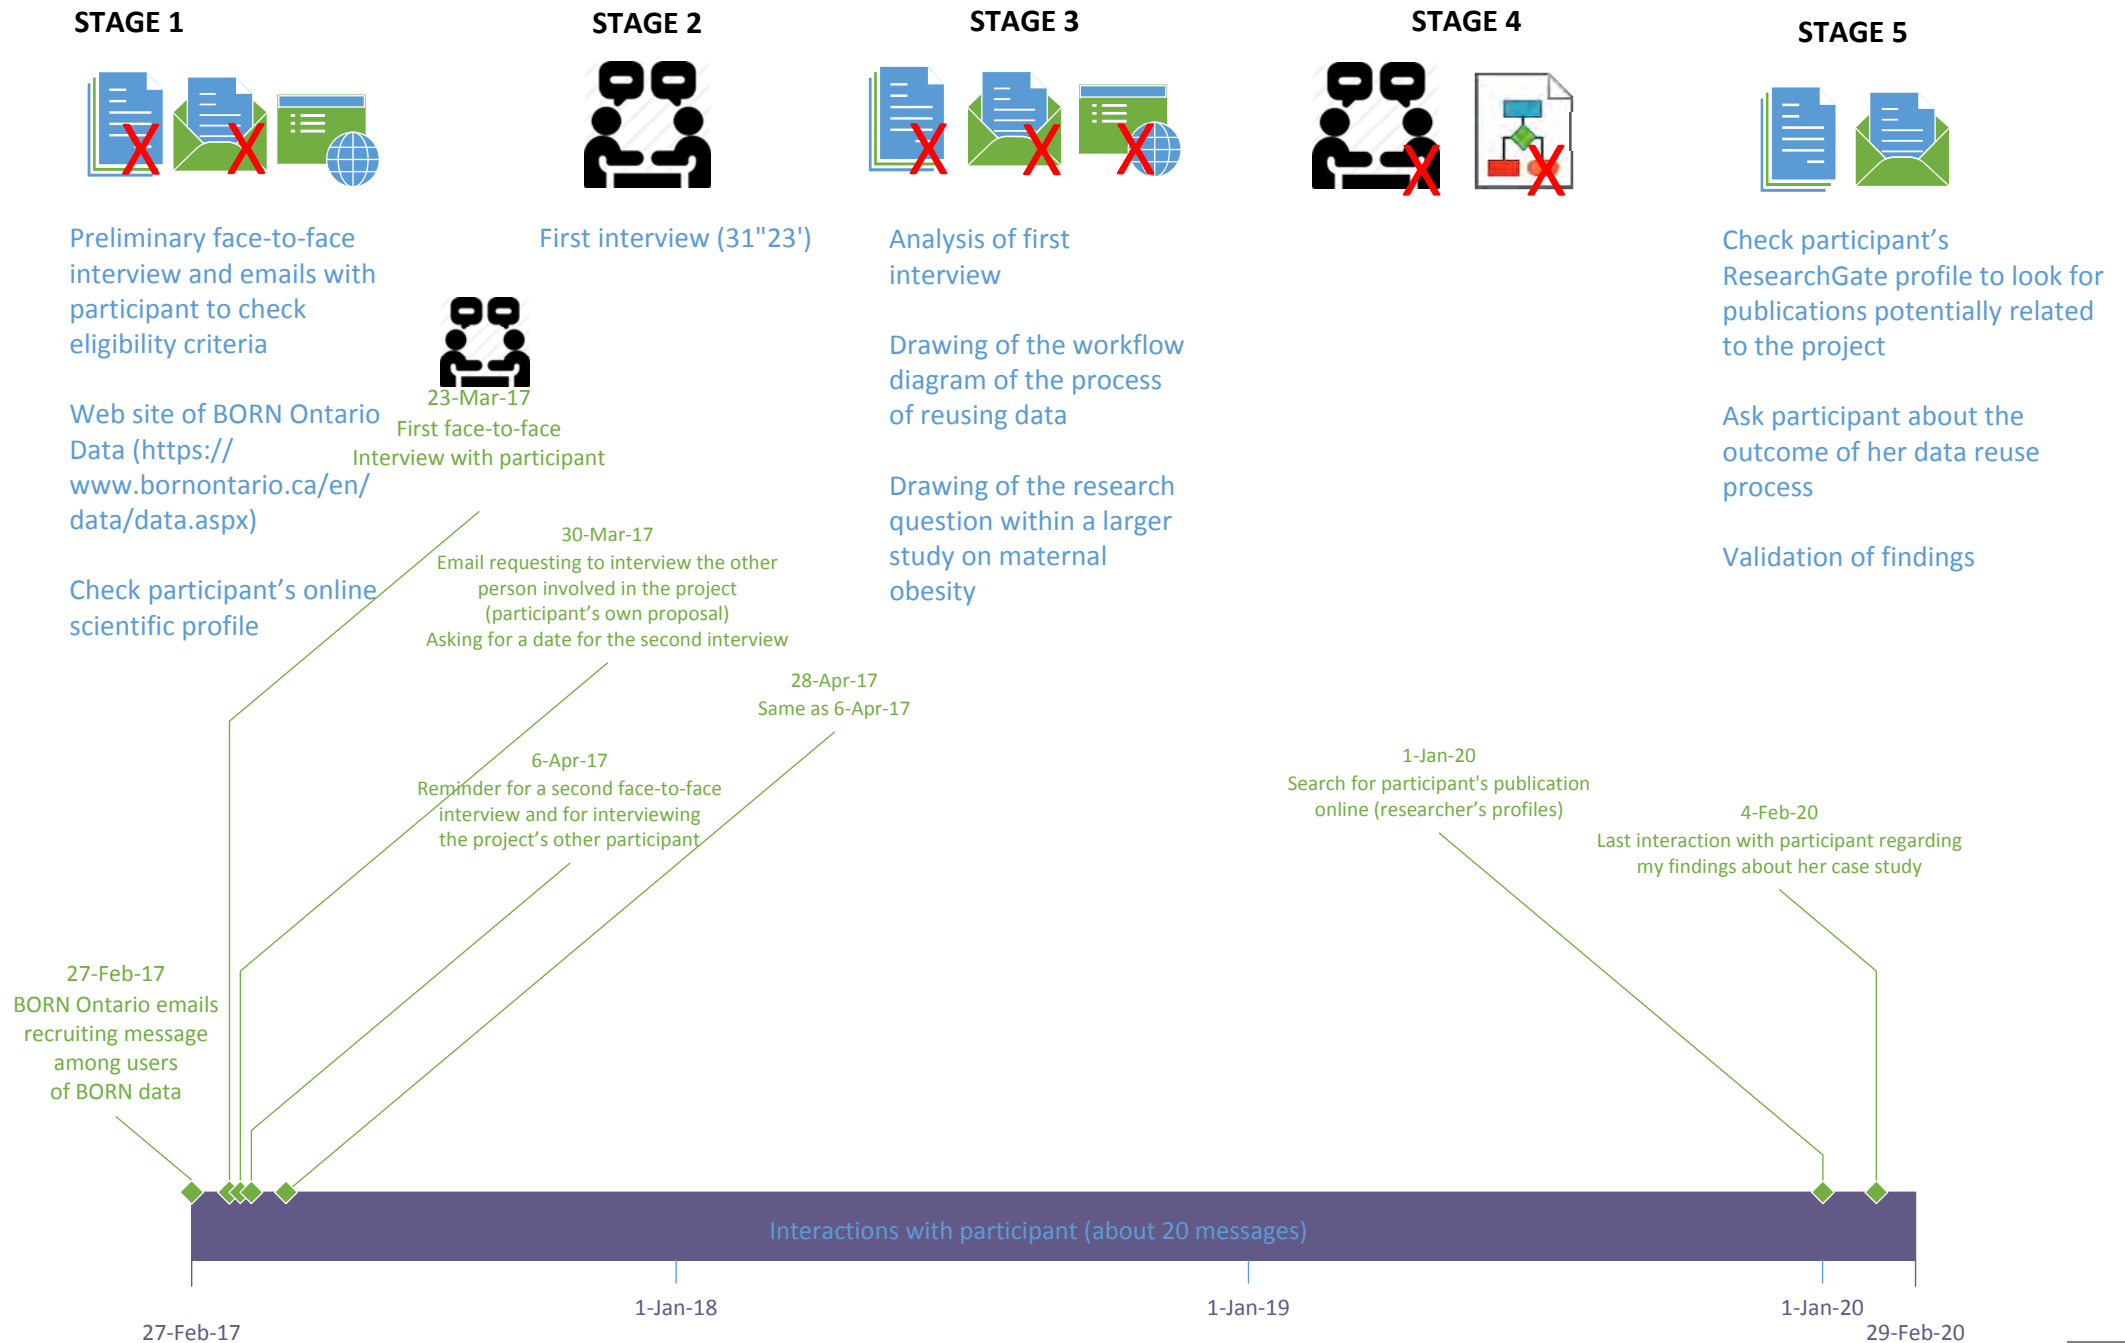 STAGE 1
STAGE 2
STAGE 3
STAGE 4
STAGE 5
X
X
X
X
X
X
X
Preliminary face-to-face
interview and emails with
participant to check
eligibility criteria
Web site of BORN Ontario
Data (https://
www.bornontario.ca/en/
data/data.aspx)
Check participant's online
scientific profile
First interview (31"23')
Analysis of first
interview
Drawing of the workflow
diagram of the process
of reusing data
Drawing of the research
question within a larger
study on maternal
obesity
Check participant's
ResearchGate profile to look for
publications potentially related
to the project
Ask participant about the
outcome of her data reuse
process
Validation of findings
23-Mar-17
First face-to-face
Interview with participant
30-Mar-17
Email requesting to interview the other
person involved in the project
(participant's own proposal)
Asking for a date for the second interview
28-Apr-17
Same as 6-Apr-17
6-Apr-17
Reminder for a second face-to-face
interview and for interviewing
the project's other participant
1-Jan-20
Search for participant's publication
online (researcher's profiles)
4-Feb-20
Last interaction with participant regarding
my findings about her case study
27-Feb-17
BORN Ontario emails
recruiting message
among users
of BORN data
Interactions with participant (about 20 messages)
1-Jan-18
1-Jan-19
1-Jan-20
27-Feb-17
29-Feb-20